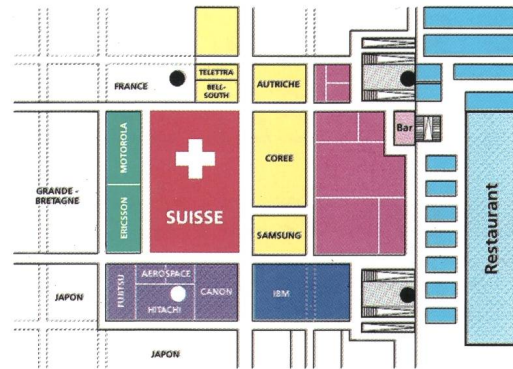 TELETTRA
FRANCE
BELL-
SOUTH
AUTRICHE
MOTOROLA
Bar
COREE
GRANDE -
BRETAGNE
ERICSSON
SUISSE
SAMSUNG
Restaurant
FUJITSU
AEROSPACE
CANON
HITACHI
IBM
JAPON
JAPON